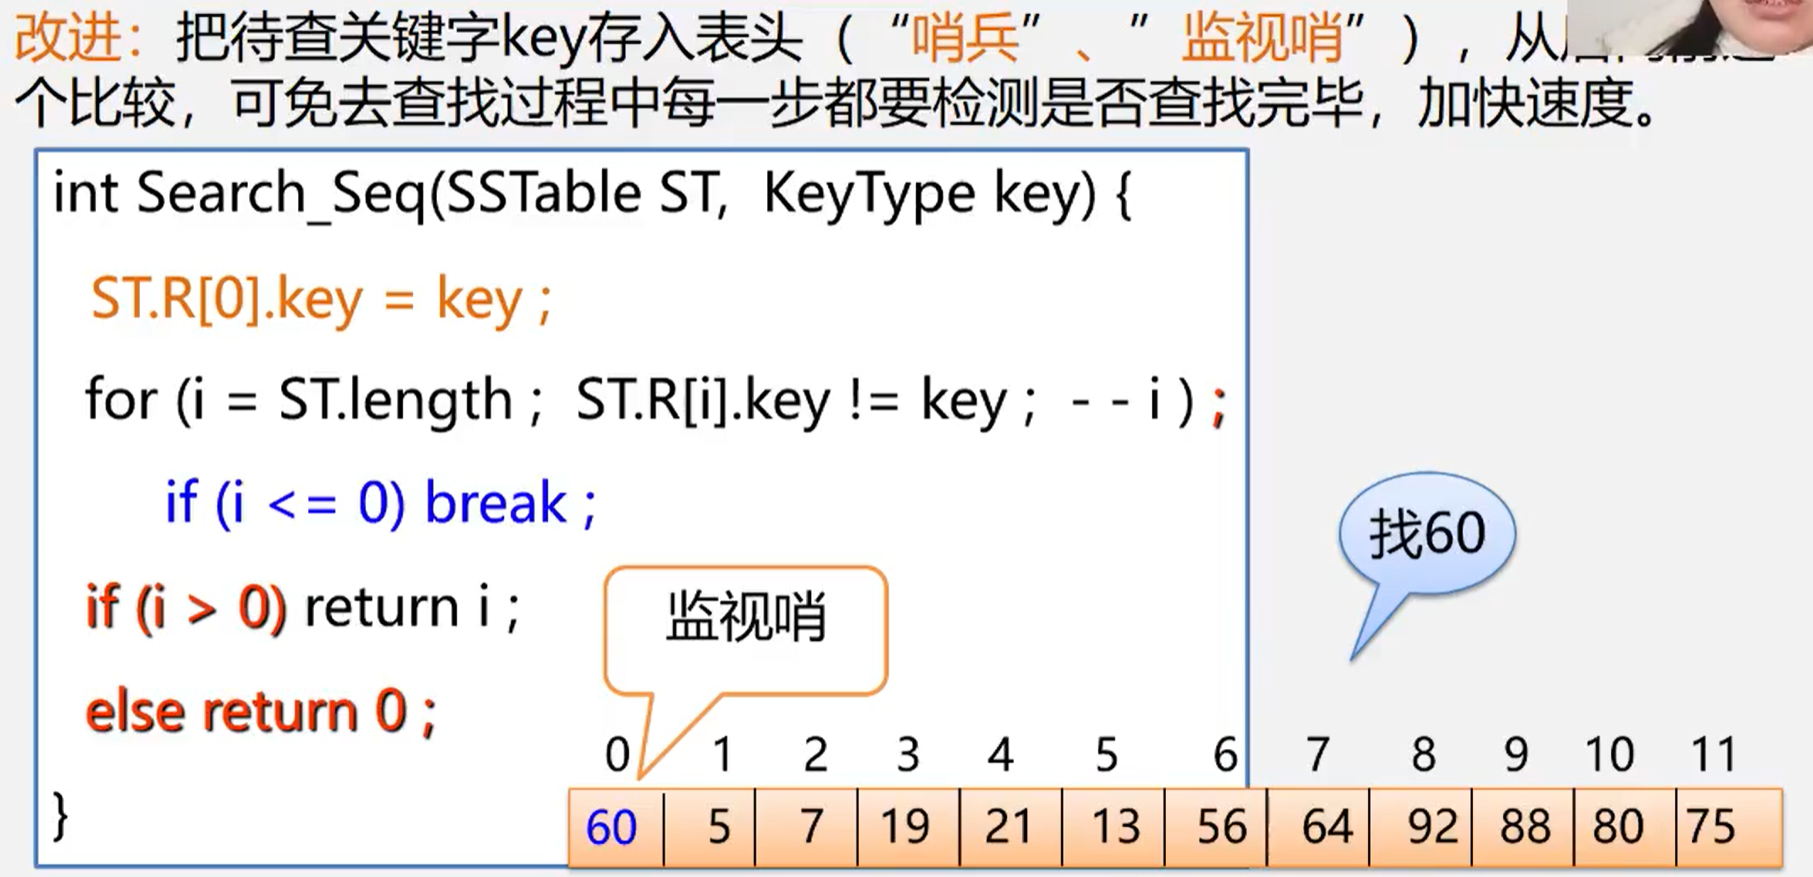 改进：把待查关键字key存入表头（“哨兵”、”监视哨”），从
个比较，可免去查找过程中每一步都要检测是否查找完毕，加快速度。
int Search_Seq(SSTable ST, KeyType key) {
ST.R[0].key = key ;
for (i = ST.length ; ST.R[i].key != key ; - - i ) ;
if (i <= 0) break ;
找60
if (i > 0) return i ;
监视哨
else return 0 ;
0 1 2 3 4 5 6 7 8 9 10 11
}
60 5 7 19 21 13 56 64 92 88 80 75